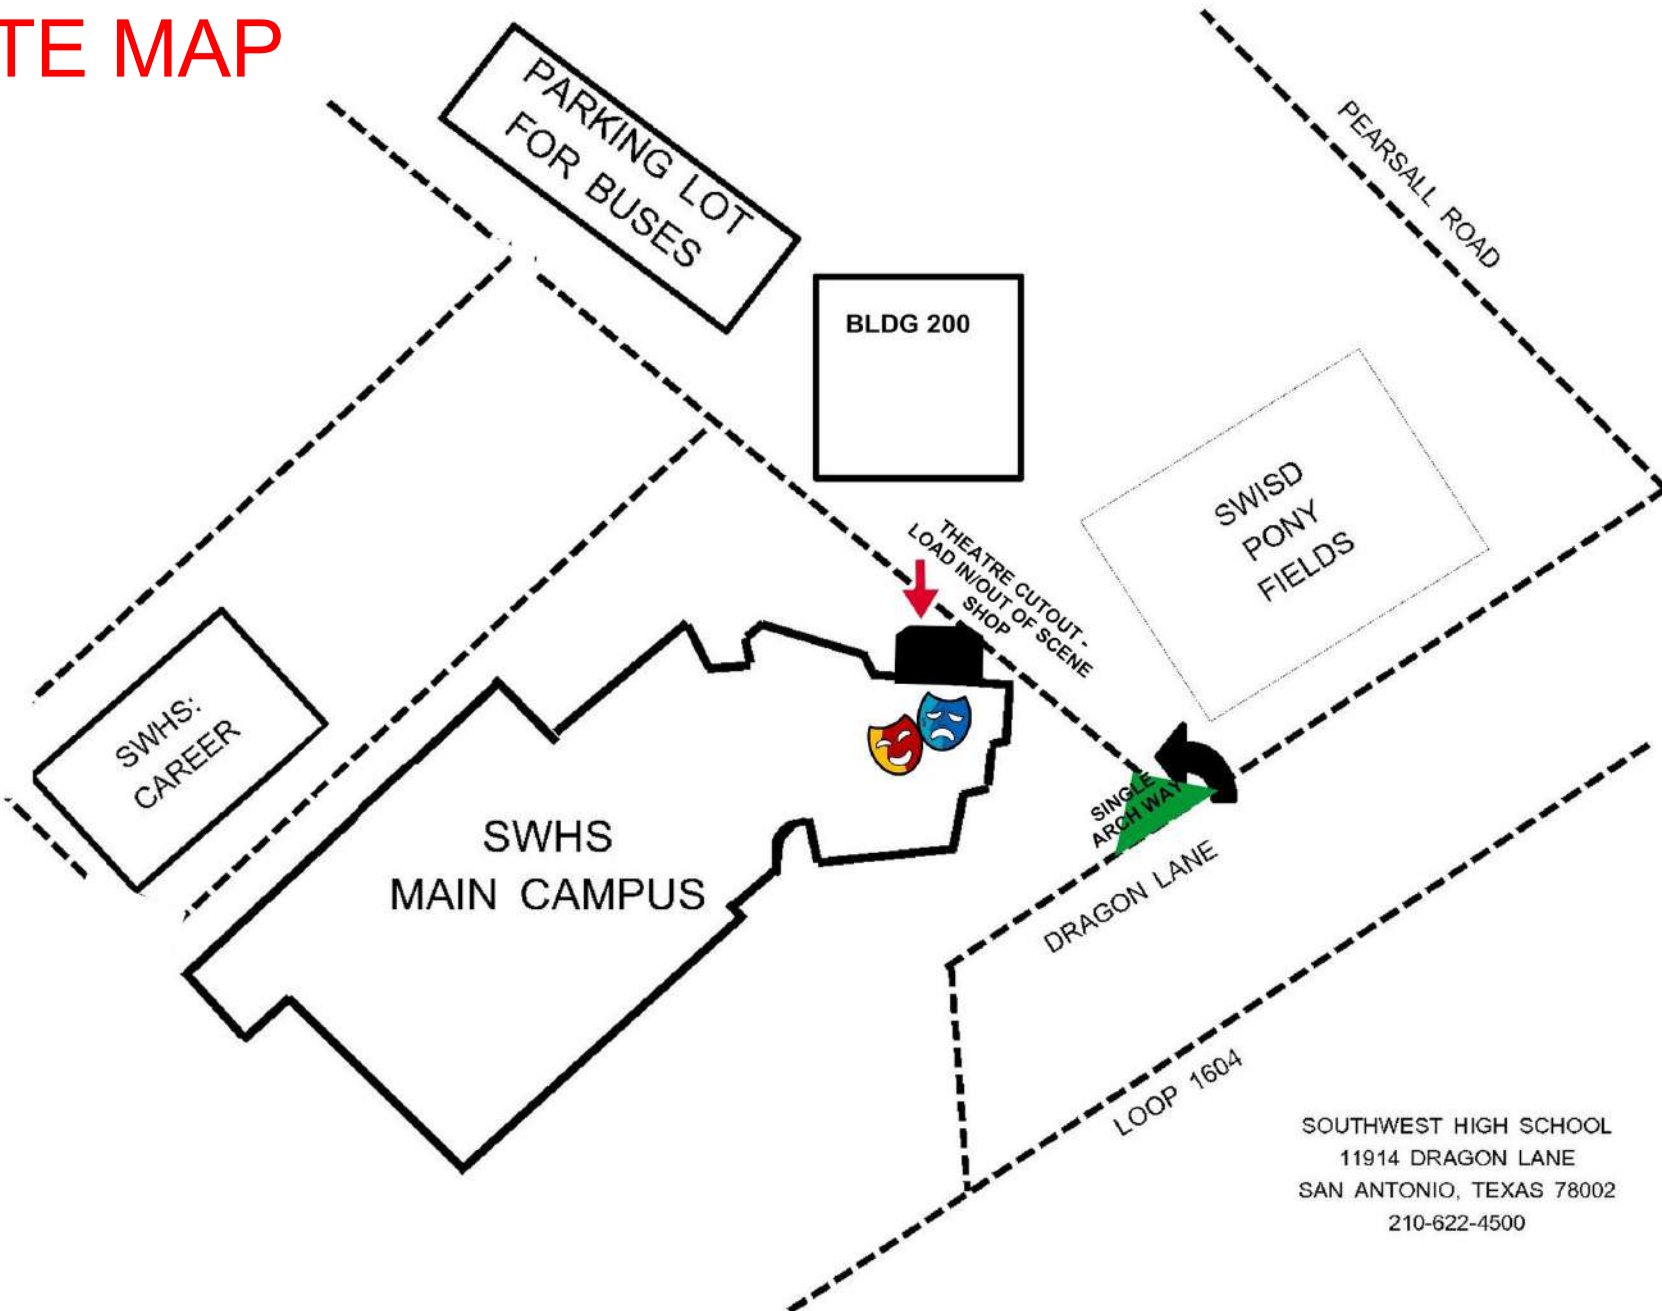 TE MAP
PARKING LOT
FOR BUSES
PEARSALL ROAD
BLDG 200
SWISD
PONY
FIELDS
THEATRE CUTOUT -
LOAD IN/OUT OF SCENE
SHOP
SWHS:
CAREER
SINGLE
ARCH WAY
SWHS
MAIN CAMPUS
DRAGON LANE
LOOP 1604
SOUTHWEST HIGH SCHOOL
11914 DRAGON LANE
SAN ANTONIO, TEXAS 78002
210-622-4500